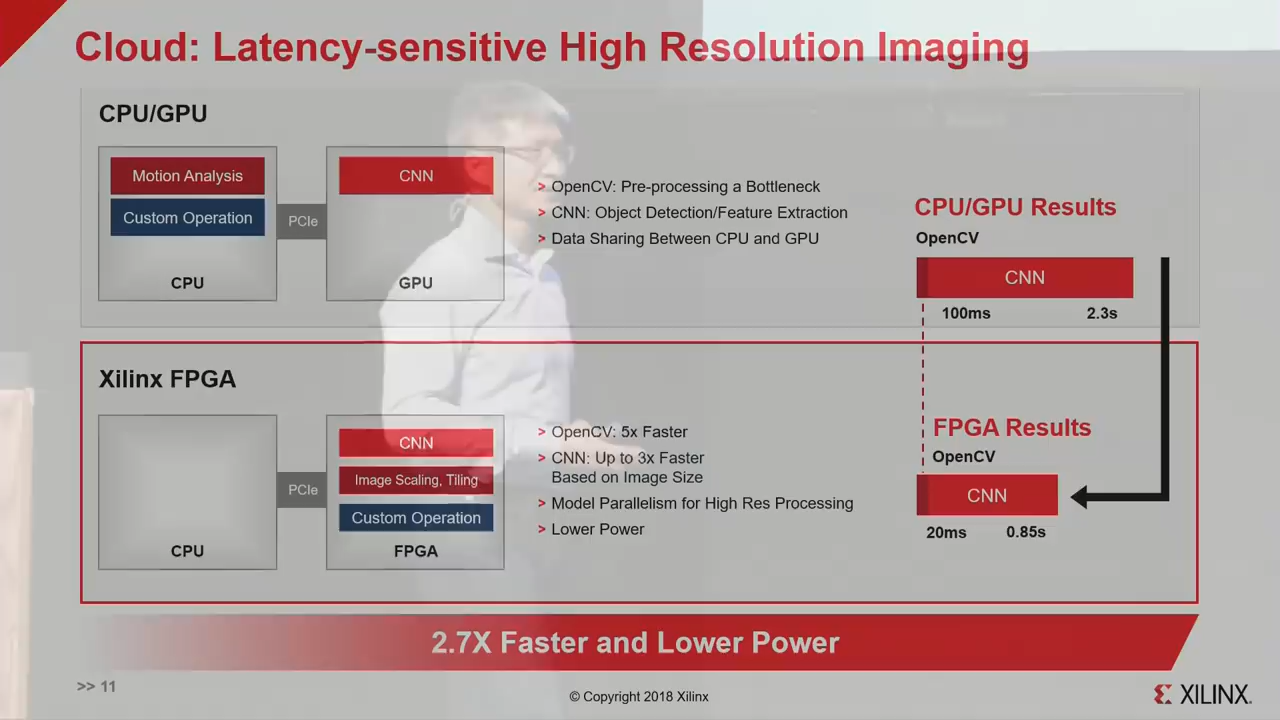 Cloud: Latency-sensitive High Resolution Imaging
CPU/GPU
Motion Analysis
Custom Operation
CPU
PCIe
CNN
GPU
> OpenCV: Pre-processing a Bottleneck
> CNN: Object Detection/Feature Extraction
> Data Sharing Between CPU and GPU
CPU/GPU Results
OpenCV
CNN
100ms 2.3s
Xilinx FPGA
CPU
PCIe
CNN
Image Scaling, Tiling
Custom Operation
FPGA
> OpenCV: 5x Faster
> CNN: Up to 3x Faster
Based on Image Size
> Model Parallelism for High Res Processing
> Lower Power
FPGA Results
OpenCV
CNN
20ms 0.85s
2.7X Faster and Lower Power
>> 11
© Copyright 2018 Xilinx
XILINX.